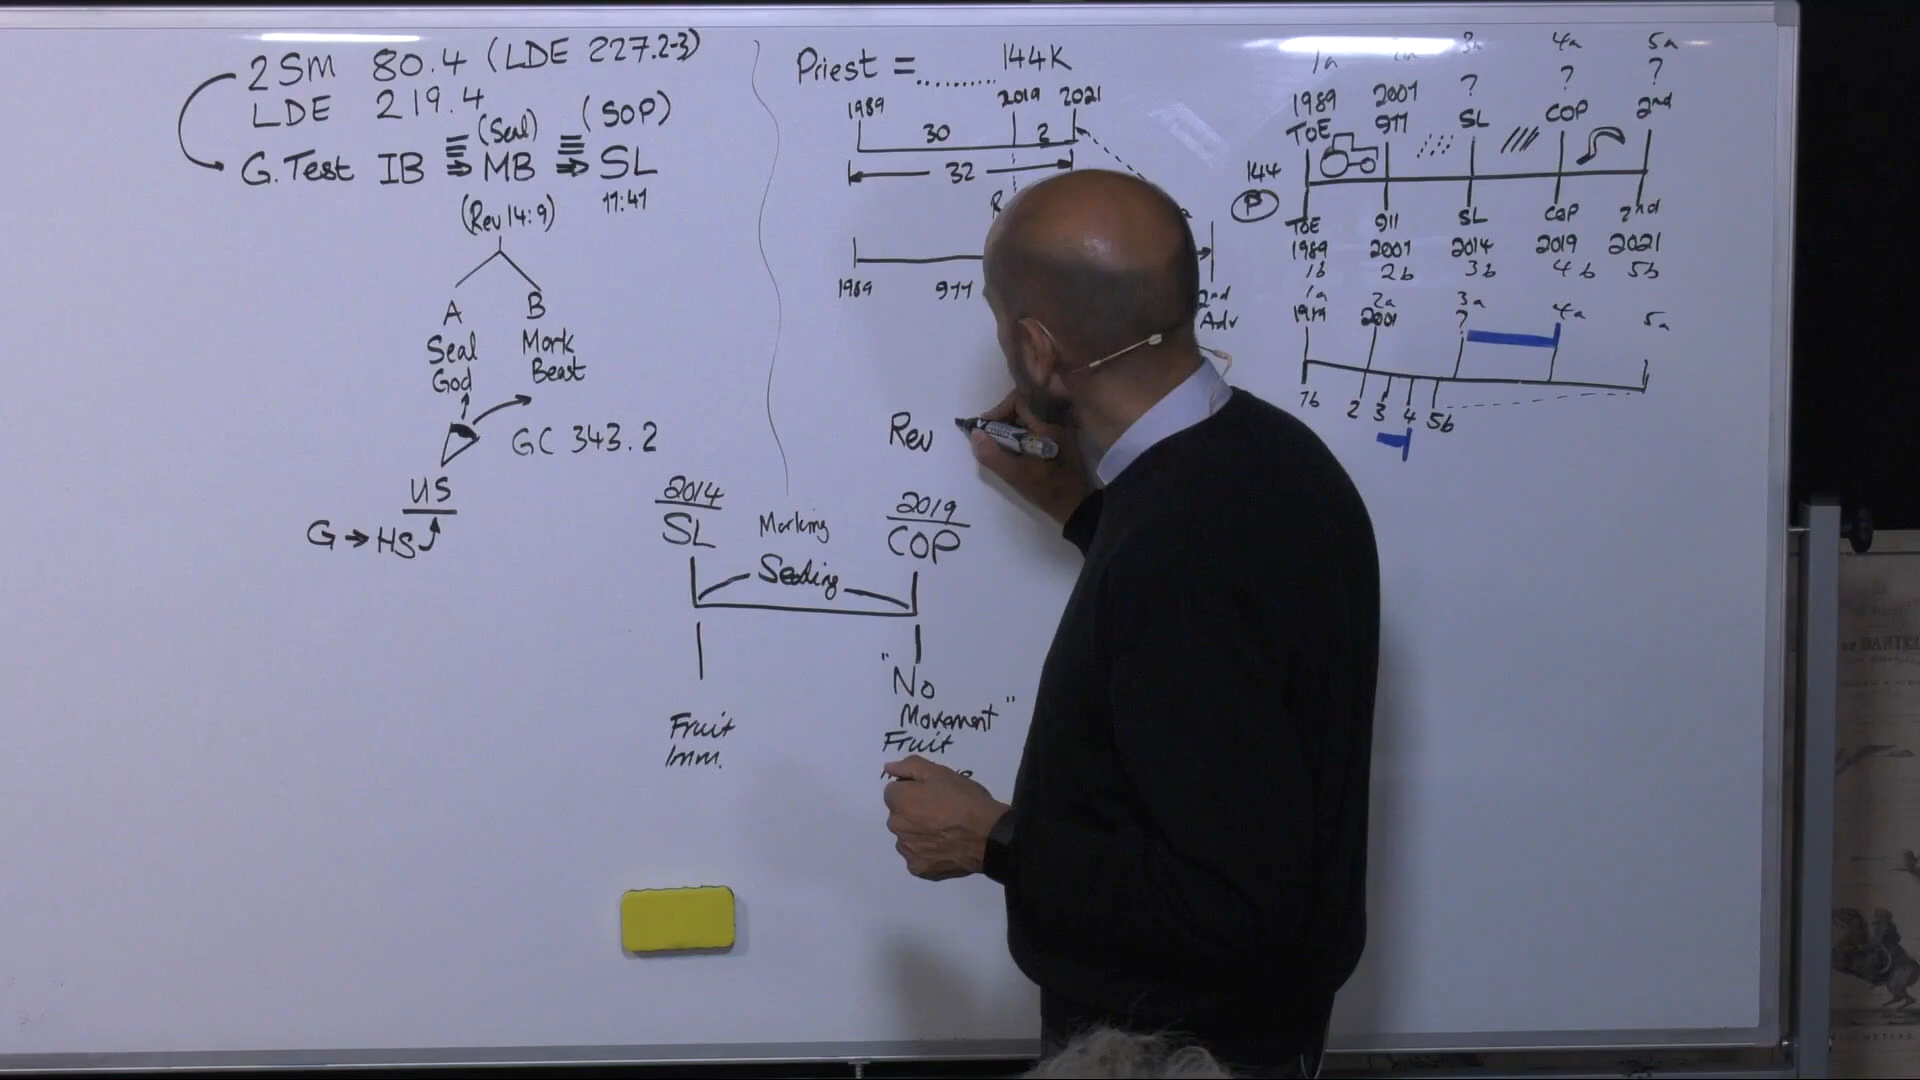 2SM 80.4 (LDE 227.2-3)
LDE 219.4
(Seal) (SOP)
G.Test IB MB SL
(Rev 14:9) 17:41
A B
Seal Mark
God Beast
GC 343.2
US
G → HS
Priest = .......... 144K
1989 2019 2021
30 2
32
R
1989 911 2nd
Adv
Rev
2014 2019
SL Marking COP
Sealing
"No
Movement"
Fruit Fruit
Imm.
1a 3a 4a 5a
1989 2001 ? ? ?
TOE 911 SL COP 2nd
144
P
TOE 911 SL COP 2nd
1989 2001 2014 2019 2021
1b 2b 3b 4b 5b
1a 2a 3a 4a 5a
1989 2001 ?
1b 2 3 4 5b